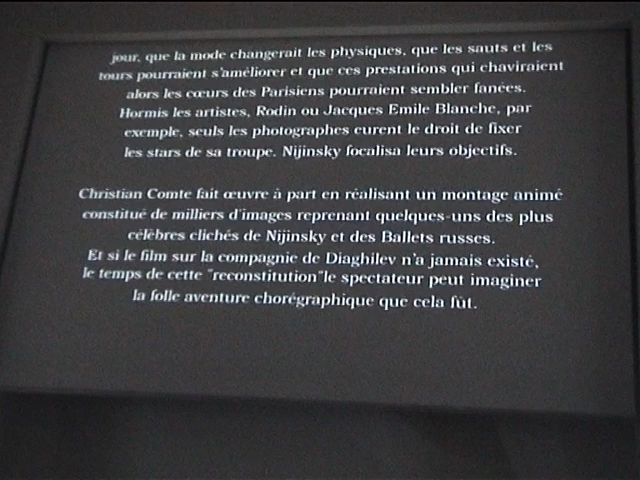 jour, que la mode changerait les physiques, que les sauts et les
tours pourraient s'améliorer et que ces prestations qui chaviraient
alors les cœurs des Parisiens pourraient sembler fanées.
Hormis les artistes, Rodin ou Jacques Emile Blanche, par
exemple, seuls les photographes eurent le droit de fixer
les stars de sa troupe. Nijinsky focalisa leurs objectifs.
Christian Comte fait œuvre à part en réalisant un montage animé
constitué de milliers d'images reprenant quelques-uns des plus
célèbres clichés de Nijinsky et des Ballets russes.
Et si le film sur la compagnie de Diaghilev n'a jamais existé,
le temps de cette "reconstitution"le spectateur peut imaginer
la folle aventure chorégraphique que cela fût.